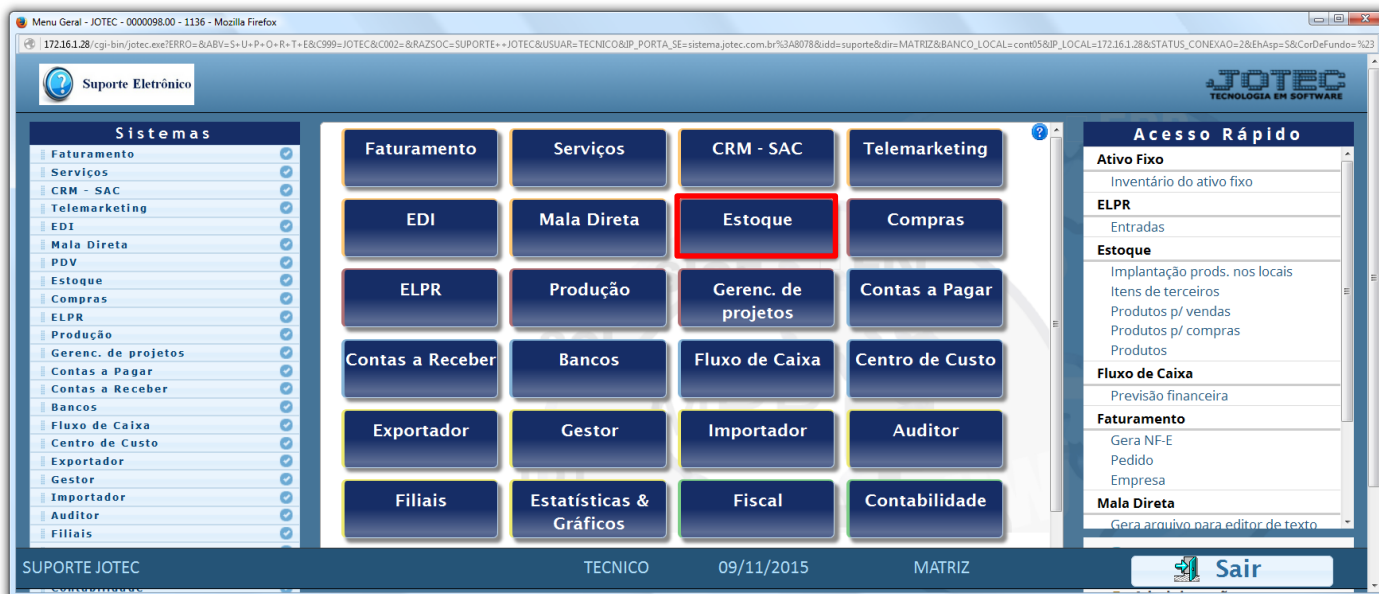 Menu Geral - JOTEC - 0000098.00 - 1136 - Mozilla Firefox
172.16.1.28/cgi-bin/jotec.exe?ERRO=&ABV=S+U+P+O+R+T+E&C999=JOTEC&C002=&RAZSOC=SUPORTE++JOTEC&USUAR=TECNICO&IP_PORTA_SE=sistema.jotec.com.br%3A8078&idd=suporte&dir=MATRIZ&BANCO_LOCAL=cont05&IP_LOCAL=172.16.1.28&STATUS_CONEXAO=2&EhAsp=S&CorDeFundo=%23
Suporte Eletrônico
JOTEC
TECNOLOGIA EM SOFTWARE
Sistemas
Faturamento
Serviços
CRM - SAC
Telemarketing
EDI
Mala Direta
PDV
Estoque
Compras
ELPR
Produção
Gerenc. de projetos
Contas a Pagar
Contas a Receber
Bancos
Fluxo de Caixa
Centro de Custo
Exportador
Gestor
Importador
Auditor
Filiais
Faturamento
Serviços
CRM - SAC
Telemarketing
EDI
Mala Direta
Estoque
Compras
ELPR
Produção
Gerenc. de
projetos
Contas a Pagar
Contas a Receber
Bancos
Fluxo de Caixa
Centro de Custo
Exportador
Gestor
Importador
Auditor
Filiais
Estatísticas &
Gráficos
Fiscal
Contabilidade
Acesso Rápido
Ativo Fixo
Inventário do ativo fixo
ELPR
Entradas
Estoque
Implantação prods. nos locais
Itens de terceiros
Produtos p/ vendas
Produtos p/ compras
Produtos
Fluxo de Caixa
Previsão financeira
Faturamento
Gera NF-E
Pedido
Empresa
Mala Direta
Gera arquivo para editor de texto
SUPORTE JOTEC
TECNICO
09/11/2015
MATRIZ
Sair